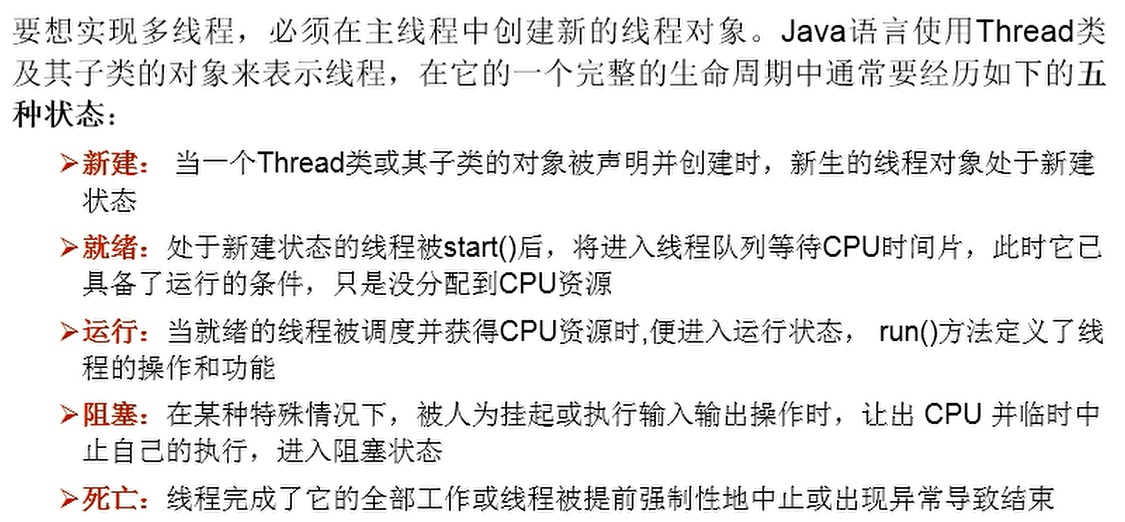 要想实现多线程，必须在主线程中创建新的线程对象。Java语言使用Thread类
及其子类的对象来表示线程，在它的一个完整的生命周期中通常要经历如下的五
种状态：
➢新建： 当一个Thread类或其子类的对象被声明并创建时，新生的线程对象处于新建
状态
➢就绪：处于新建状态的线程被start()后，将进入线程队列等待CPU时间片，此时它已
具备了运行的条件，只是没分配到CPU资源
➢运行：当就绪的线程被调度并获得CPU资源时,便进入运行状态， run()方法定义了线
程的操作和功能
➢阻塞：在某种特殊情况下，被人为挂起或执行输入输出操作时，让出 CPU 并临时中
止自己的执行，进入阻塞状态
➢死亡：线程完成了它的全部工作或线程被提前强制性地中止或出现异常导致结束